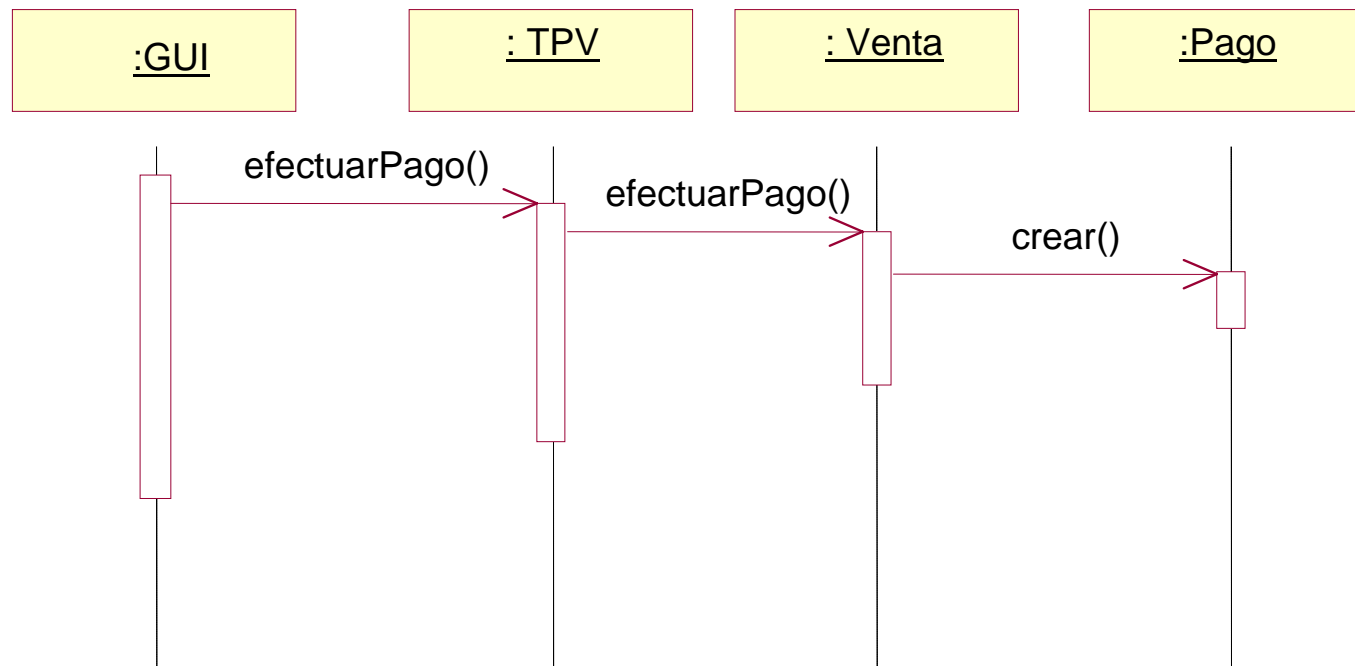 :GUI
: TPV
: Venta
:Pago
efectuarPago()
efectuarPago()
crear()